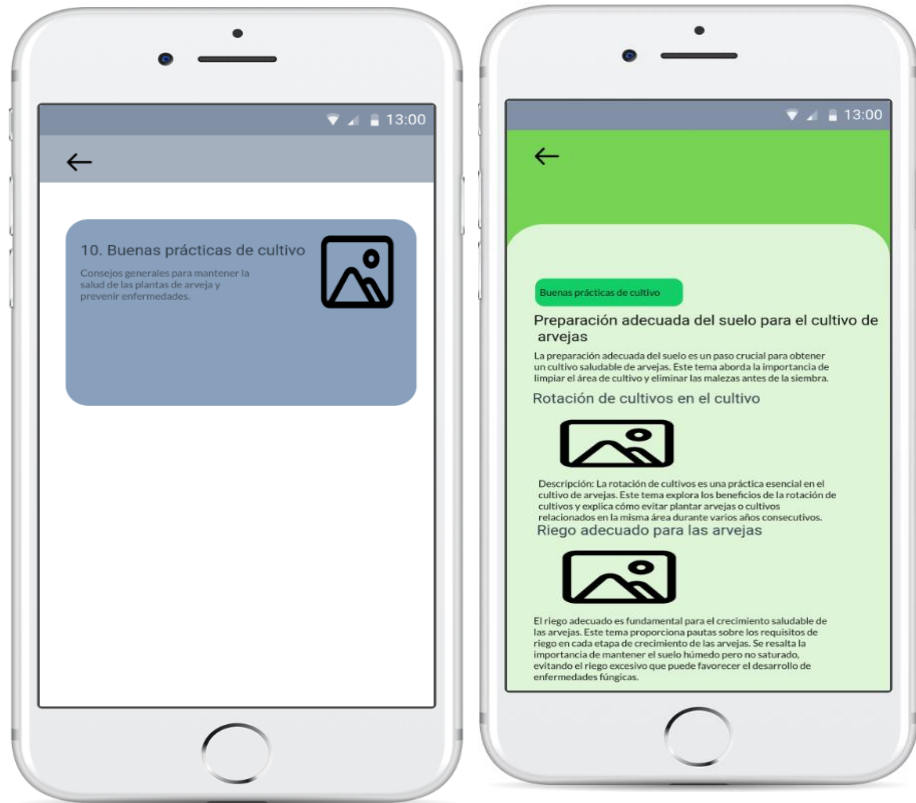 13:00
10. Buenas prácticas de cultivo
Consejos generales para mantener la
salud de las plantas de arveja y
prevenir enfermedades.
13:00
Buenas prácticas de cultivo
Preparación adecuada del suelo para el cultivo de
arvejas
La preparación adecuada del suelo es un paso crucial para obtener
un cultivo saludable de arvejas. Este tema aborda la importancia de
limpiar el área de cultivo y eliminar las malezas antes de la siembra.
Rotación de cultivos en el cultivo
Descripción: La rotación de cultivos es una práctica esencial en el
cultivo de arvejas. Este tema explora los beneficios de la rotación de
cultivos y explica cómo evitar plantar arvejas o cultivos
relacionados en la misma área durante varios años consecutivos.
Riego adecuado para las arvejas
El riego adecuado es fundamental para el crecimiento saludable de
las arvejas. Este tema proporciona pautas sobre los requisitos de
riego en cada etapa de crecimiento de las arvejas. Se resalta la
importancia de mantener el suelo húmedo pero no saturado,
evitando el riego excesivo que puede favorecer el desarrollo de
enfermedades fúngicas.